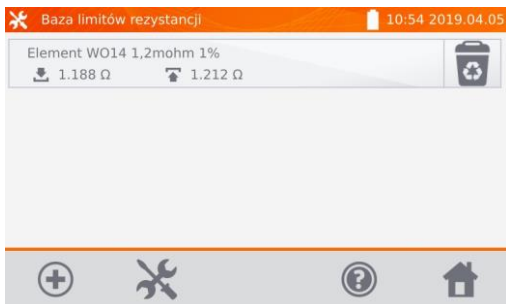 Baza limitów rezystancji 10:54 2019.04.05
Element WO14 1,2mohm 1%
1.188 Ω 1.212 Ω